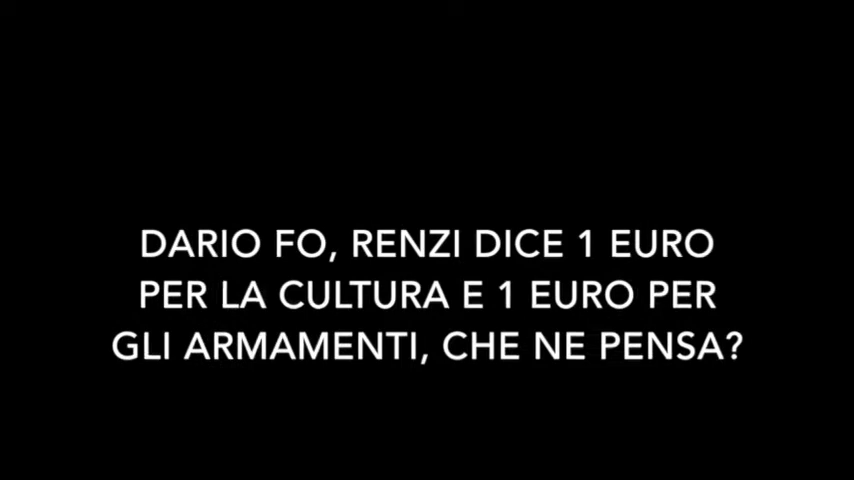 DARIO FO, RENZI DICE 1 EURO
PER LA CULTURA E 1 EURO PER
GLI ARMAMENTI, CHE NE PENSA?